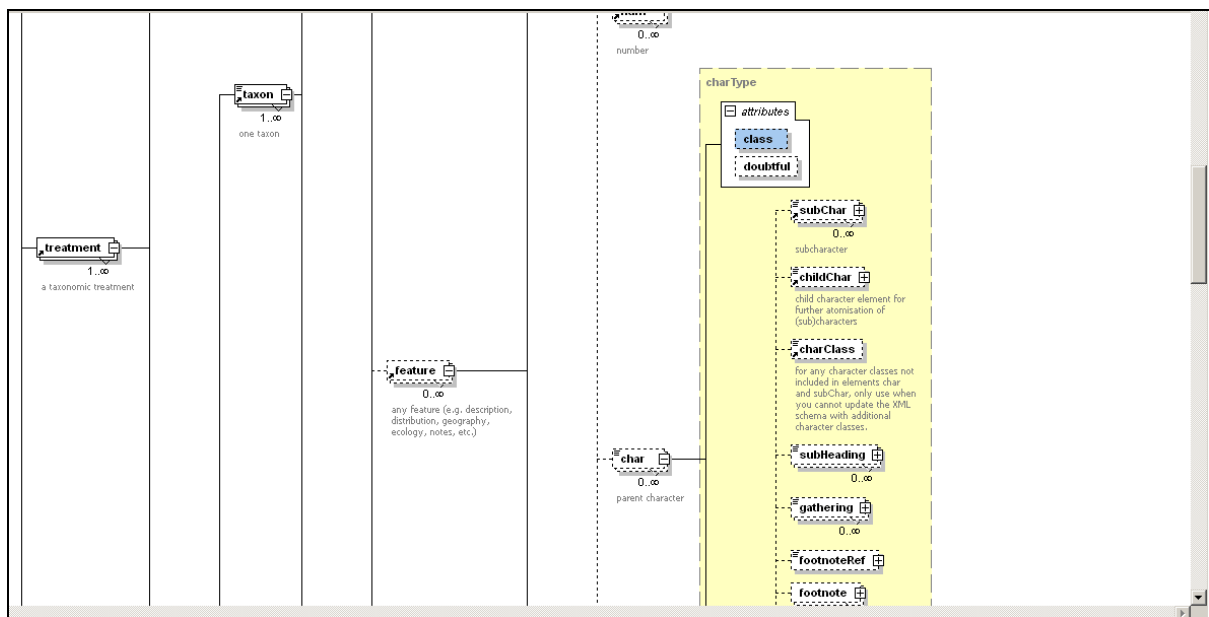 num
0..∞
number
charType
attributes
class
doubtful
taxon
1..∞
one taxon
subChar
0..∞
subcharacter
treatment
1..∞
a taxonomic treatment
childChar
child character element for
further atomisation of
(sub)characters
charClass
for any character classes not
included in elements char
and subChar, only use when
you cannot update the XML
schema with additional
character classes.
feature
0..∞
any feature (e.g. description,
distribution, geography,
ecology, notes, etc.)
char
0..∞
parent character
subHeading
0..∞
gathering
0..∞
footnoteRef
footnote